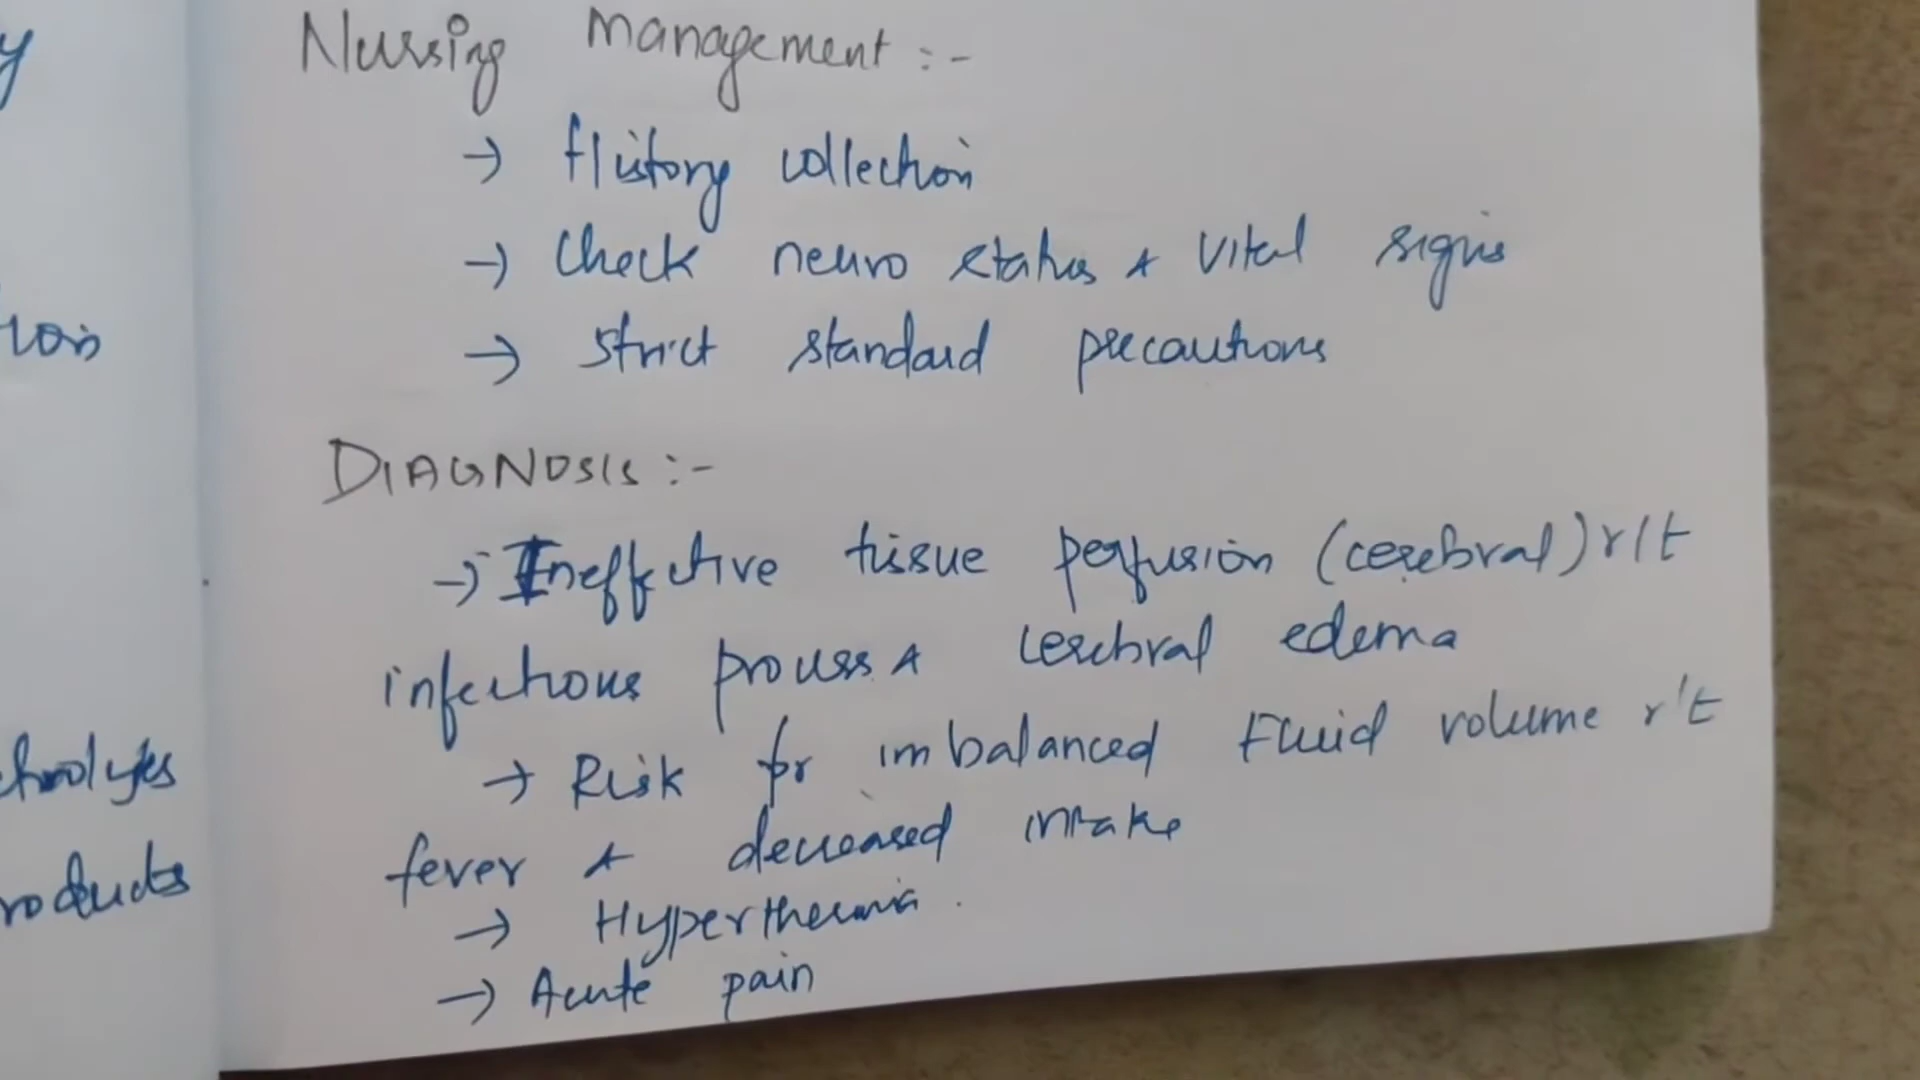 Nursing management :-
→ History collection
→ Check neuro status & vital signs
→ strict standard precautions
DIAGNOSIS :-
→ Ineffective tissue perfusion (cerebral) r/t
infectious process & cerebral edema
→ Risk for imbalanced Fluid volume r/t
fever & decreased intake
→ Hyperthermia.
→ Acute pain